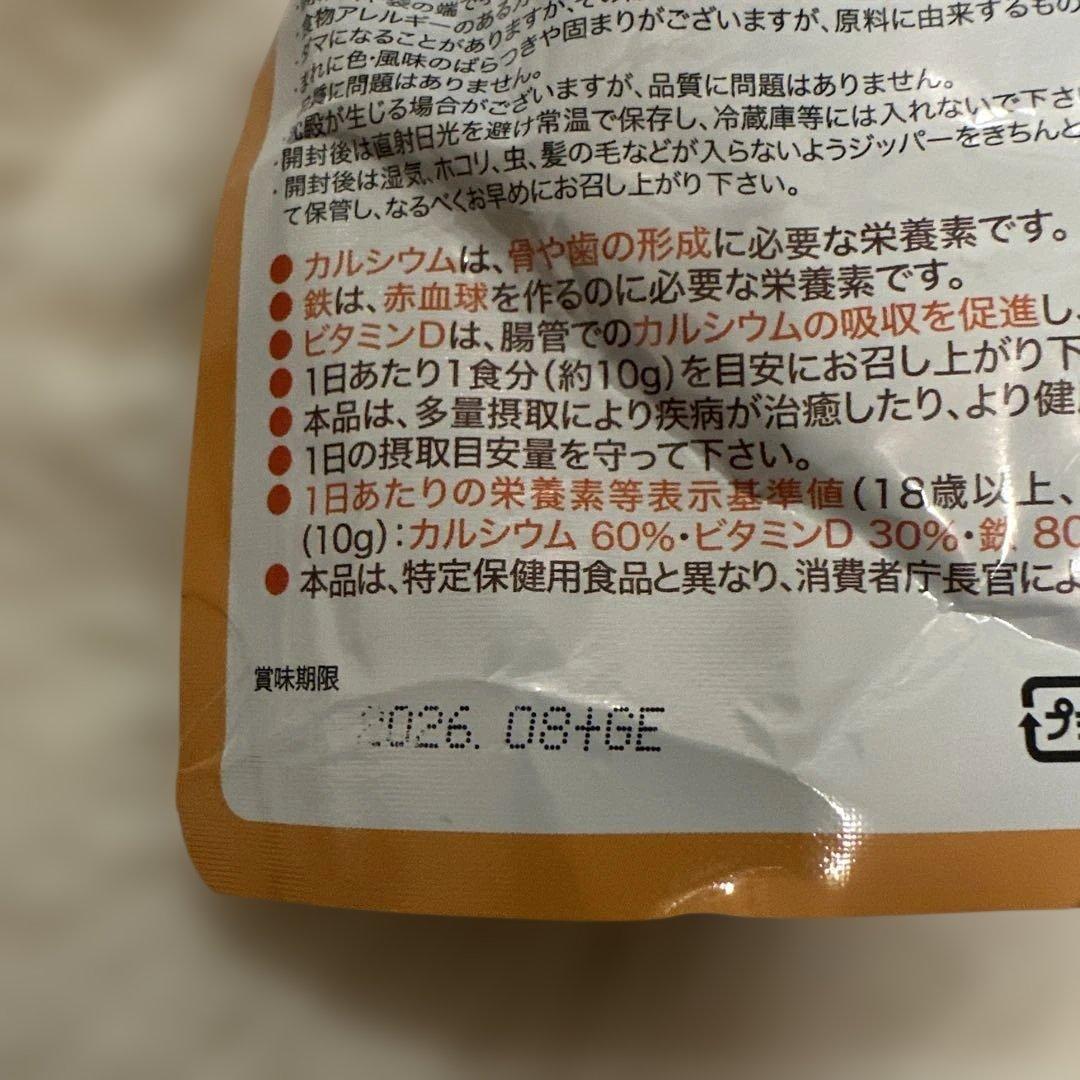 食物アレルギーのある
ダマになることがありますが、その
まれに色・風味のばらつきや固まりがございますが、原料に由来するもの
品質に問題はありません。
が生じる場合がございますが、品質に問題はありません。
・開封後は直射日光を避け常温で保存し、冷蔵庫等には入れないで下さ
・開封後は湿気、ホコリ、虫、髪の毛などが入らないようジッパーをきちんと
て保管し、なるべくお早めにお召し上がり下さい。
●カルシウムは、骨や歯の形成に必要な栄養素です。
●鉄は、赤血球を作るのに必要な栄養素です。
●ビタミンDは、腸管でのカルシウムの吸収を促進し、
●1日あたり1食分(約10g)を目安にお召し上がり下
●本品は、多量摂取により疾病が治癒したり、より健
●1日の摂取目安量を守って下さい。
●1日あたりの栄養素等表示基準値(18歳以上、
(10g):カルシウム 60%・ビタミンD 30%・鉄 80
●本品は、特定保健用食品と異なり、消費者庁長官によ
賞味期限
2026. 08+GE
プ